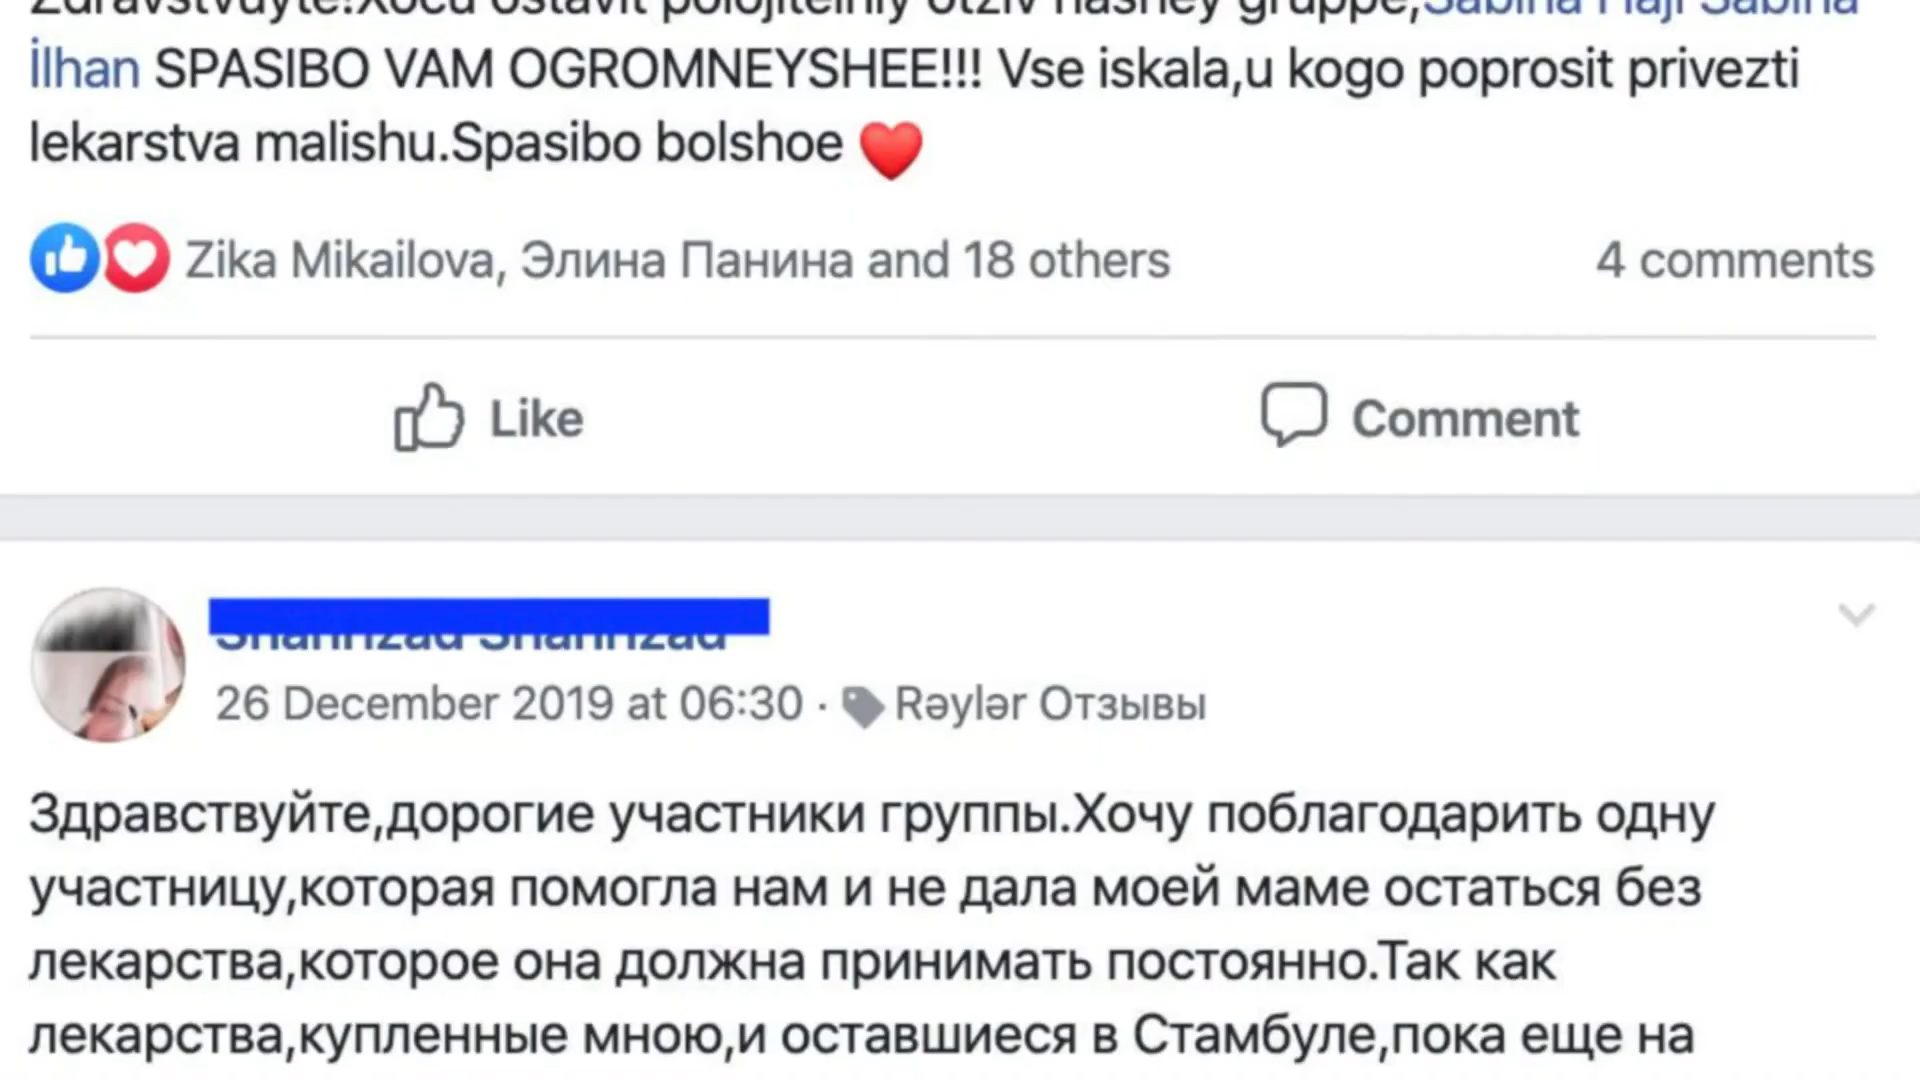 Zdravstvuyte!Xocu ostavit polojitelniy otziv nashey gruppe,Sabina Haji Sabina
İlhan SPASIBO VAM OGROMNEYSHEE!!! Vse iskala,u kogo poprosit privezti
lekarstva malishu.Spasibo bolshoe ❤️
Zika Mikailova, Элина Панина and 18 others
4 comments
Like
Comment
26 December 2019 at 06:30 · Rəylər Отзывы
Здравствуйте,дорогие участники группы.Хочу поблагодарить одну
участницу,которая помогла нам и не дала моей маме остаться без
лекарства,которое она должна принимать постоянно.Так как
лекарства,купленные мною,и оставшиеся в Стамбуле,пока еще на